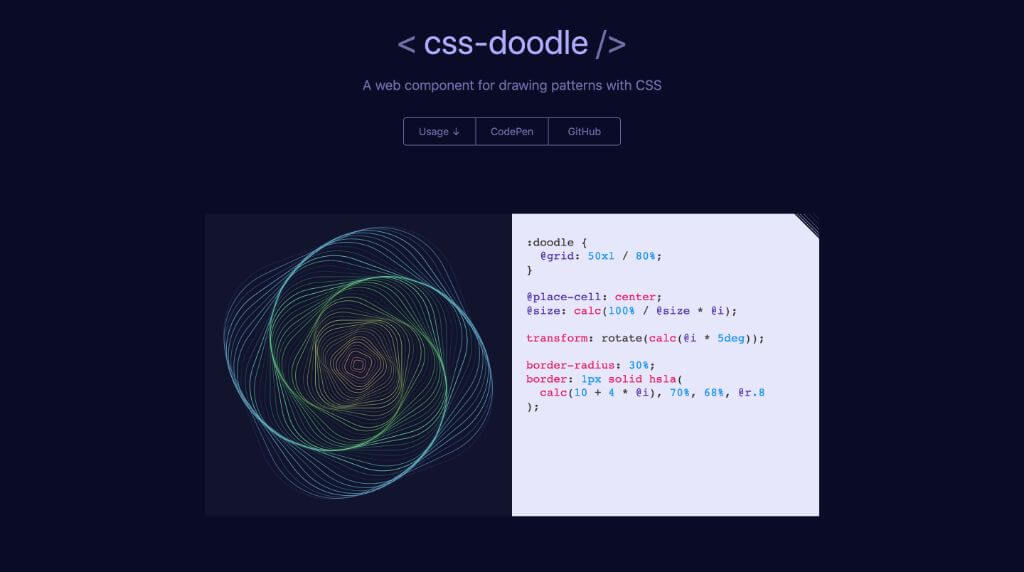 < css-doodle />
A web component for drawing patterns with CSS
Usage ↓
CodePen
GitHub
:doodle {
  @grid: 50x1 / 80%;
}
@place-cell: center;
@size: calc(100% / @size * @i);
transform: rotate(calc(@i * 5deg));
border-radius: 30%;
border: 1px solid hsla(
  calc(10 + 4 * @i), 70%, 68%, @r.8
);